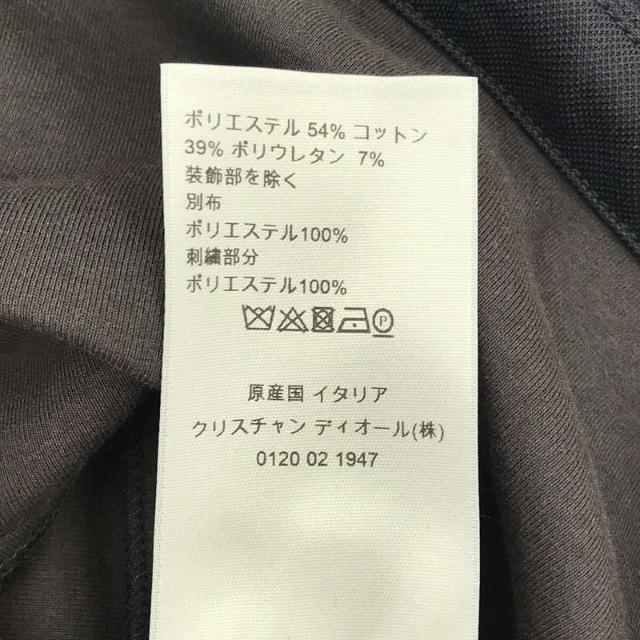 ポリエステル 54% コットン
39% ポリウレタン 7%
装飾部を除く
別布
ポリエステル100%
刺繍部分
ポリエステル100%
P
原産国 イタリア
クリスチャン ディオール(株)
0120 02 1947